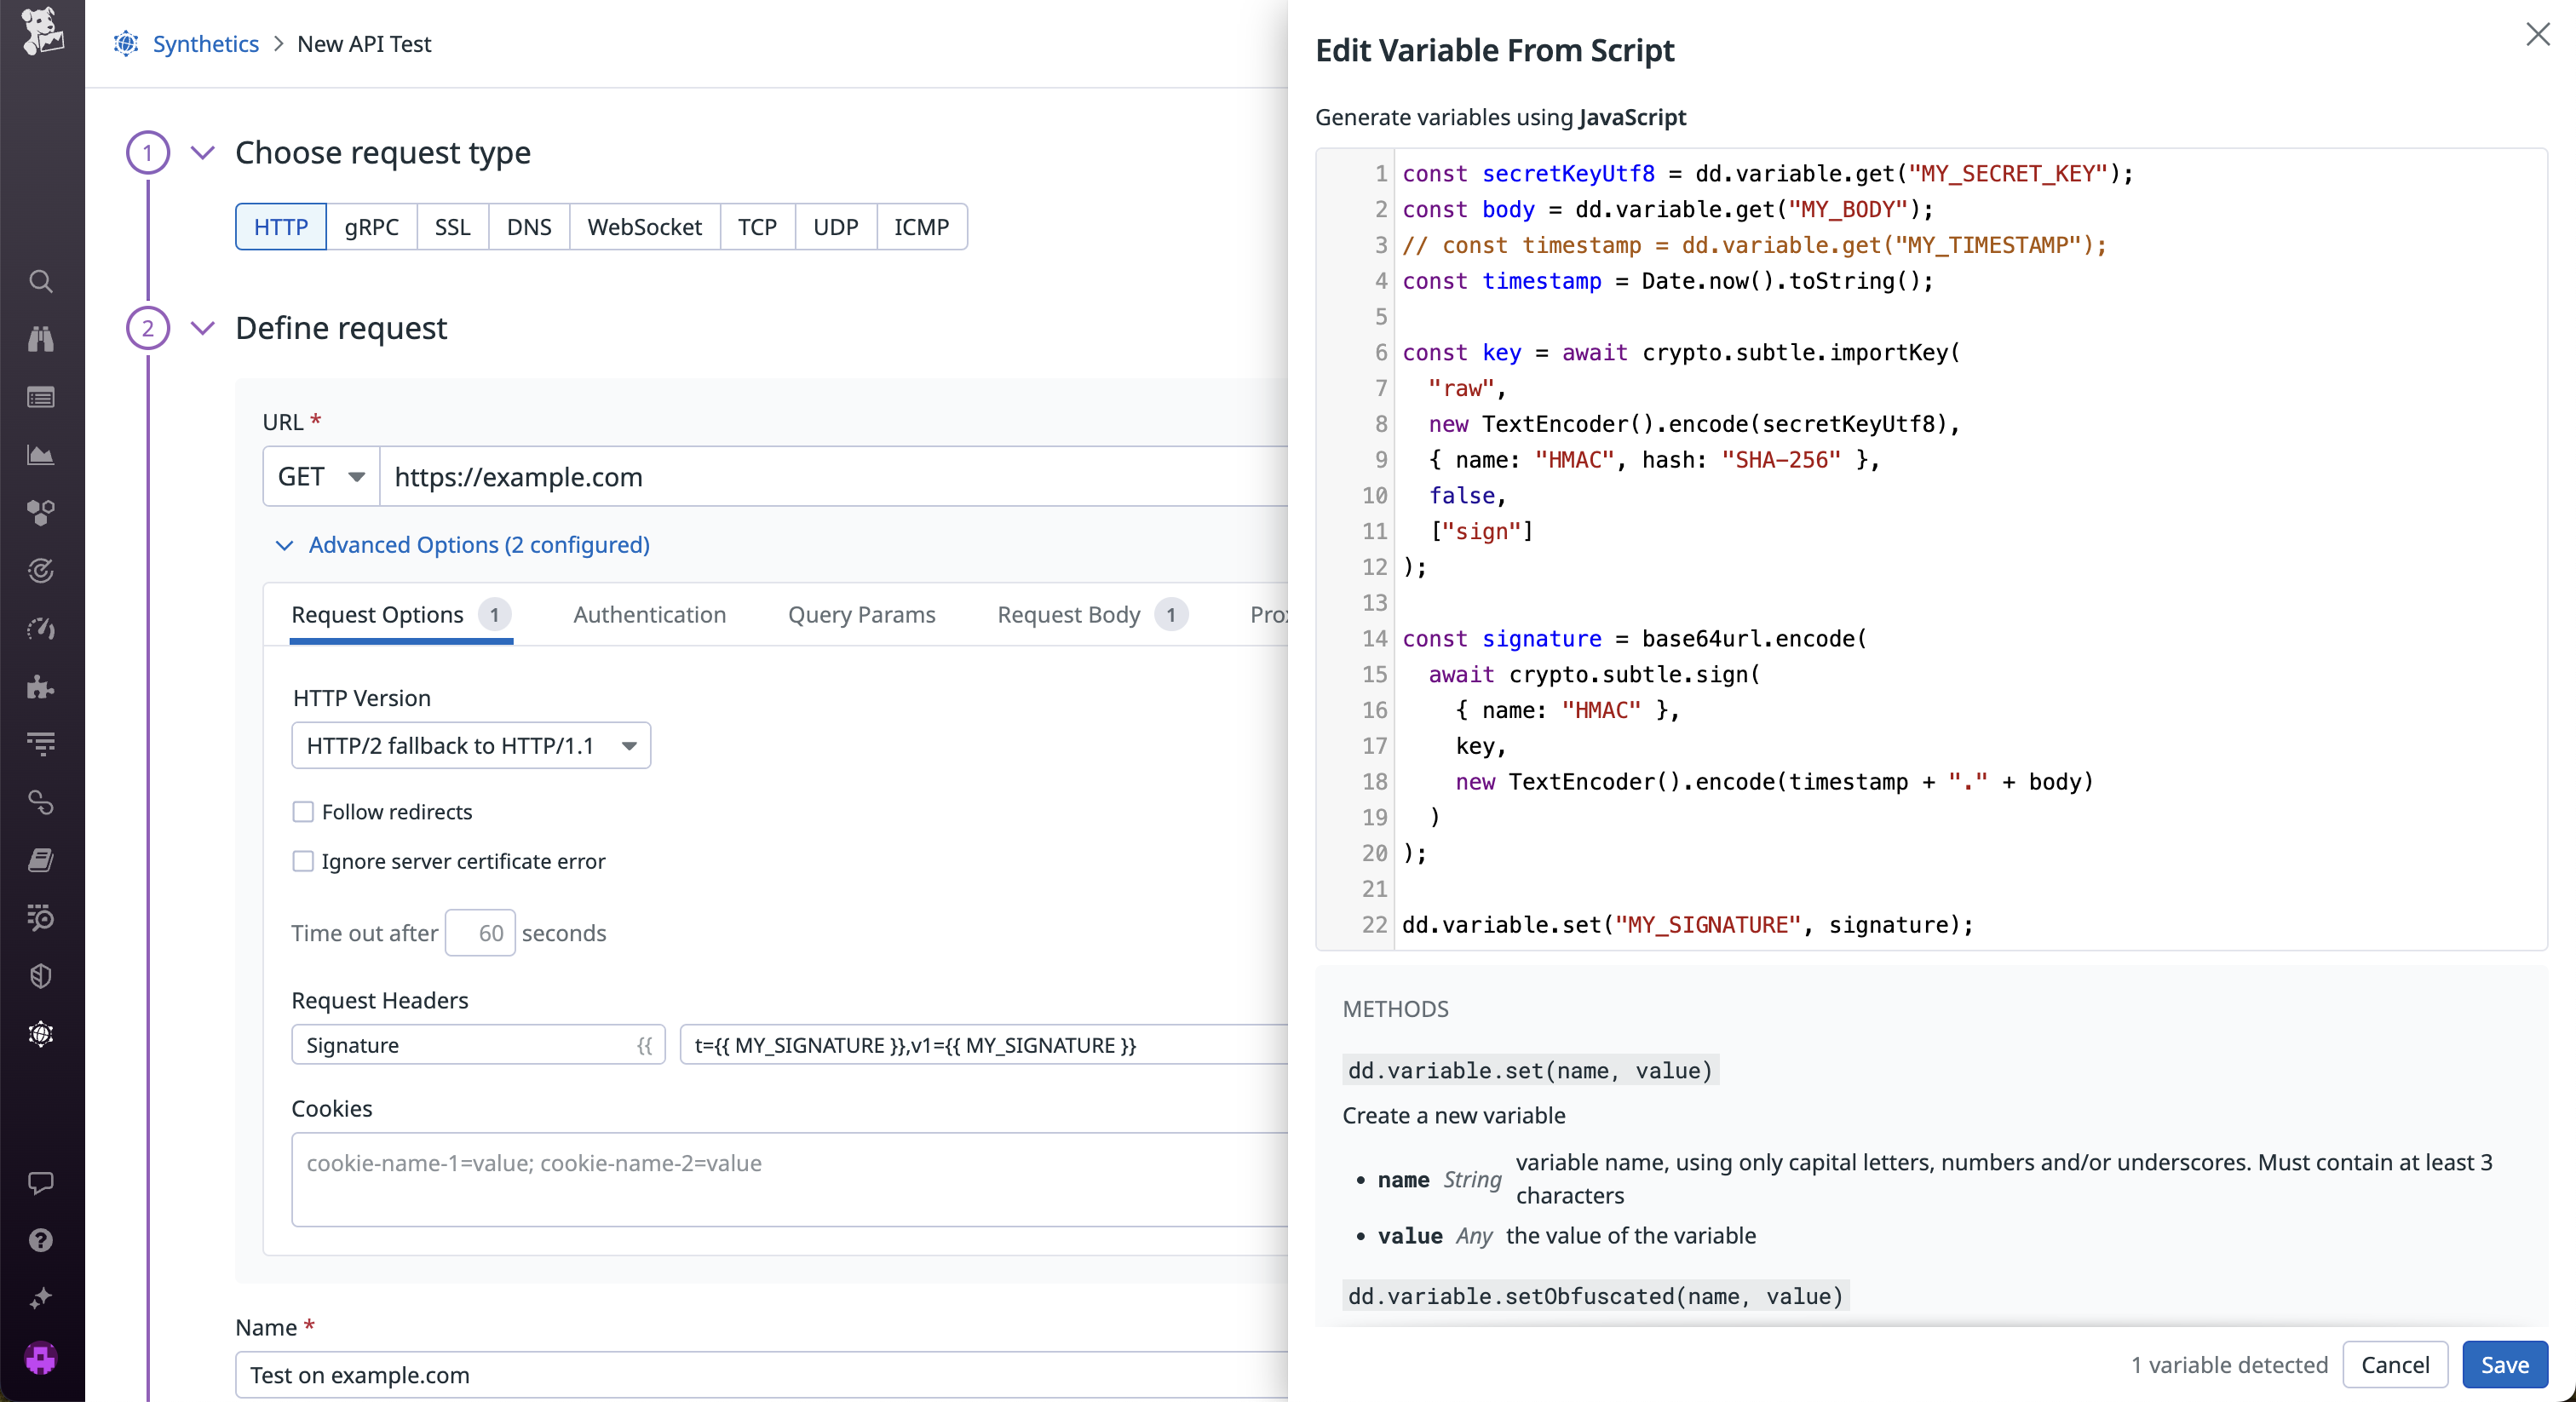 Synthetics > New API Test
1
Choose request type
HTTP gRPC SSL DNS WebSocket TCP UDP ICMP
2
Define request
URL *
GET https://example.com
Advanced Options (2 configured)
Request Options 1 Authentication Query Params Request Body 1
HTTP Version
HTTP/2 fallback to HTTP/1.1
Follow redirects
Ignore server certificate error
Time out after 60 seconds
Request Headers
Signature {{ t={{ MY_SIGNATURE }},v1={{ MY_SIGNATURE }}
Cookies
cookie-name-1=value; cookie-name-2=value
Name *
Test on example.com
Edit Variable From Script
Generate variables using JavaScript
1 const secretKeyUtf8 = dd.variable.get("MY_SECRET_KEY");
2 const body = dd.variable.get("MY_BODY");
3 // const timestamp = dd.variable.get("MY_TIMESTAMP");
4 const timestamp = Date.now().toString();
5
6 const key = await crypto.subtle.importKey(
7 "raw",
8 new TextEncoder().encode(secretKeyUtf8),
9 { name: "HMAC", hash: "SHA-256" },
10 false,
11 ["sign"]
12 );
13
14 const signature = base64url.encode(
15 await crypto.subtle.sign(
16 { name: "HMAC" },
17 key,
18 new TextEncoder().encode(timestamp + "." + body)
19 )
20 );
21
22 dd.variable.set("MY_SIGNATURE", signature);
METHODS
dd.variable.set(name, value)
Create a new variable
• name String variable name, using only capital letters, numbers and/or underscores. Must contain at least 3
characters
• value Any the value of the variable
dd.variable.setObfuscated(name, value)
1 variable detected Cancel Save